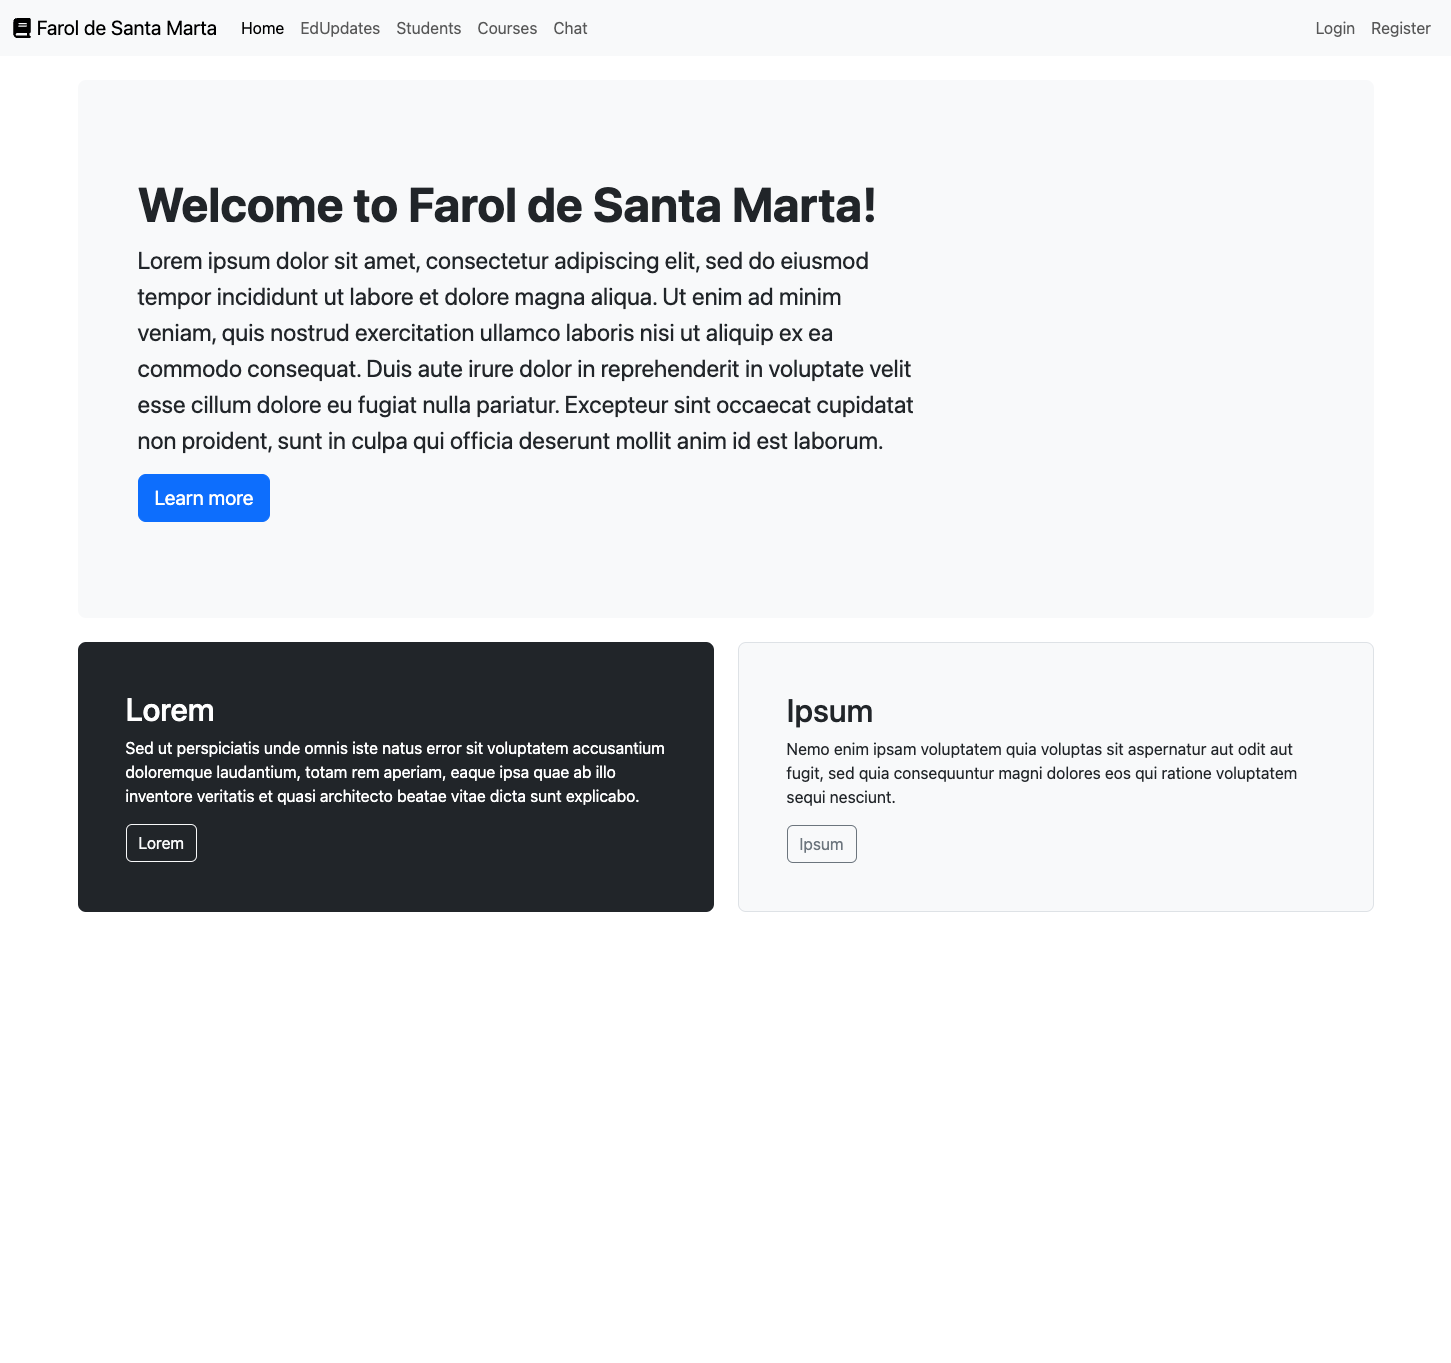 Farol de Santa Marta Home EdUpdates Students Courses Chat Login Register
Welcome to Farol de Santa Marta!
Lorem ipsum dolor sit amet, consectetur adipiscing elit, sed do eiusmod
tempor incididunt ut labore et dolore magna aliqua. Ut enim ad minim
veniam, quis nostrud exercitation ullamco laboris nisi ut aliquip ex ea
commodo consequat. Duis aute irure dolor in reprehenderit in voluptate velit
esse cillum dolore eu fugiat nulla pariatur. Excepteur sint occaecat cupidatat
non proident, sunt in culpa qui officia deserunt mollit anim id est laborum.
Learn more
Lorem
Sed ut perspiciatis unde omnis iste natus error sit voluptatem accusantium
doloremque laudantium, totam rem aperiam, eaque ipsa quae ab illo
inventore veritatis et quasi architecto beatae vitae dicta sunt explicabo.
Lorem
Ipsum
Nemo enim ipsam voluptatem quia voluptas sit aspernatur aut odit aut
fugit, sed quia consequuntur magni dolores eos qui ratione voluptatem
sequi nesciunt.
Ipsum